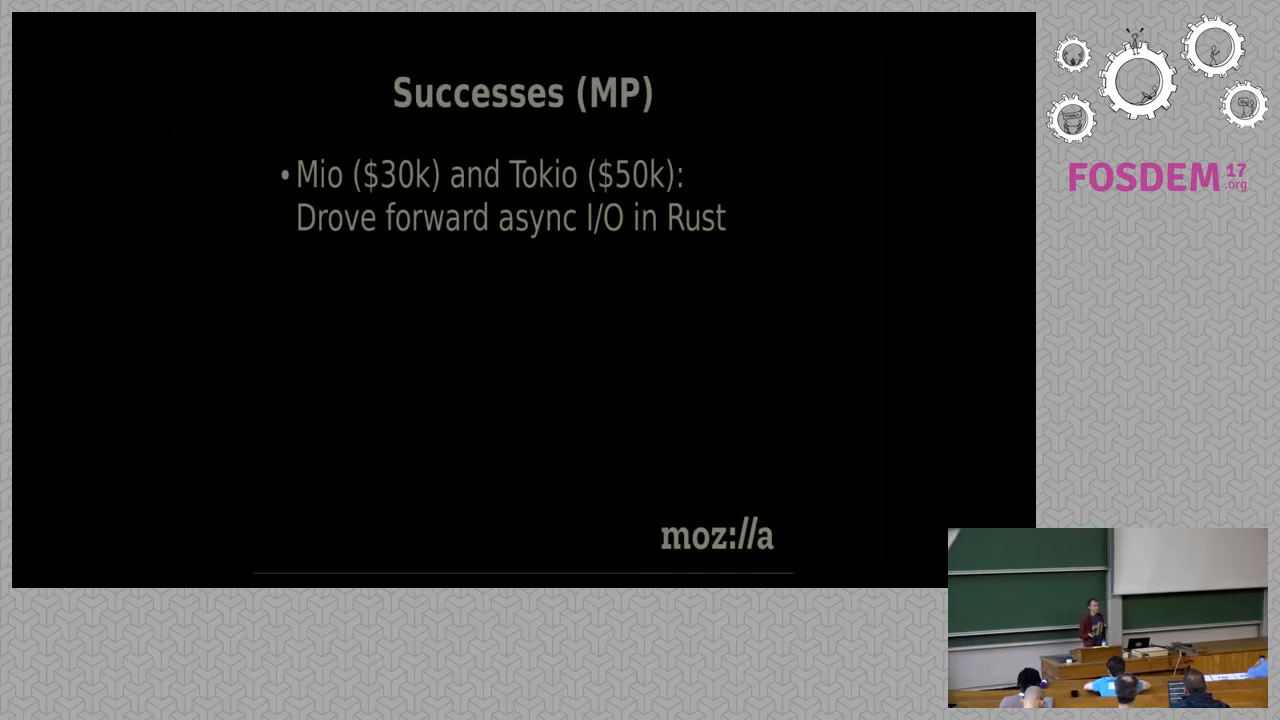 Successes (MP)
• Mio ($30k) and Tokio ($50k):
Drove forward async I/O in Rust
moz://a
FOSDEM 17
.org